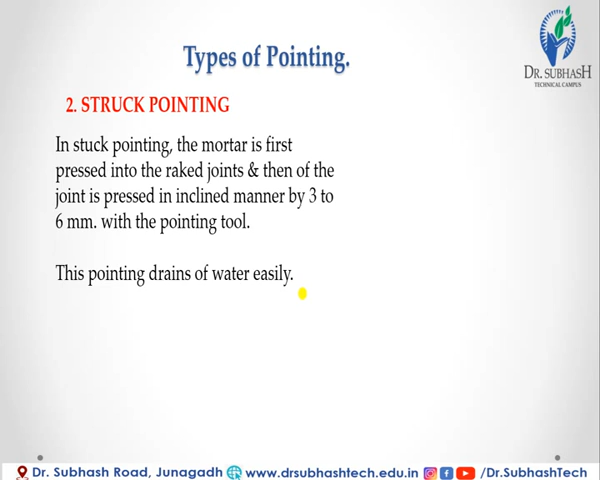 Types of Pointing.
DR. SUBHASH
TECHNICAL CAMPUS
2. STRUCK POINTING
In stuck pointing, the mortar is first
pressed into the raked joints & then of the
joint is pressed in inclined manner by 3 to
6 mm. with the pointing tool.
This pointing drains of water easily.
Dr. Subhash Road, Junagadh www.drsubhashtech.edu.in /Dr.SubhashTech